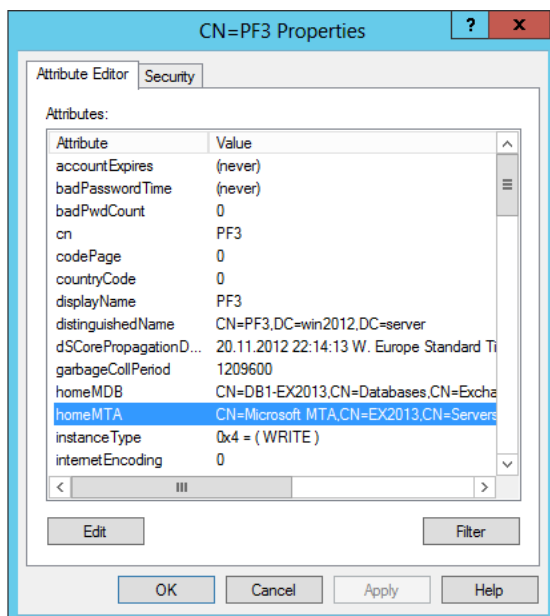 CN=PF3 Properties
?
x
Attribute Editor Security
Attributes:
Attribute Value
accountExpires (never)
badPasswordTime (never)
badPwdCount 0
cn PF3
codePage 0
countryCode 0
displayName PF3
distinguishedName CN=PF3,DC=win2012,DC=server
dSCorePropagationD... 20.11.2012 22:14:13 W. Europe Standard Ti
garbageCollPeriod 1209600
homeMDB CN=DB1-EX2013,CN=Databases,CN=Excha
homeMTA CN=Microsoft MTA,CN=EX2013,CN=Servers
instanceType 0x4 = ( WRITE )
internetEncoding 0
Edit Filter
OK Cancel Apply Help